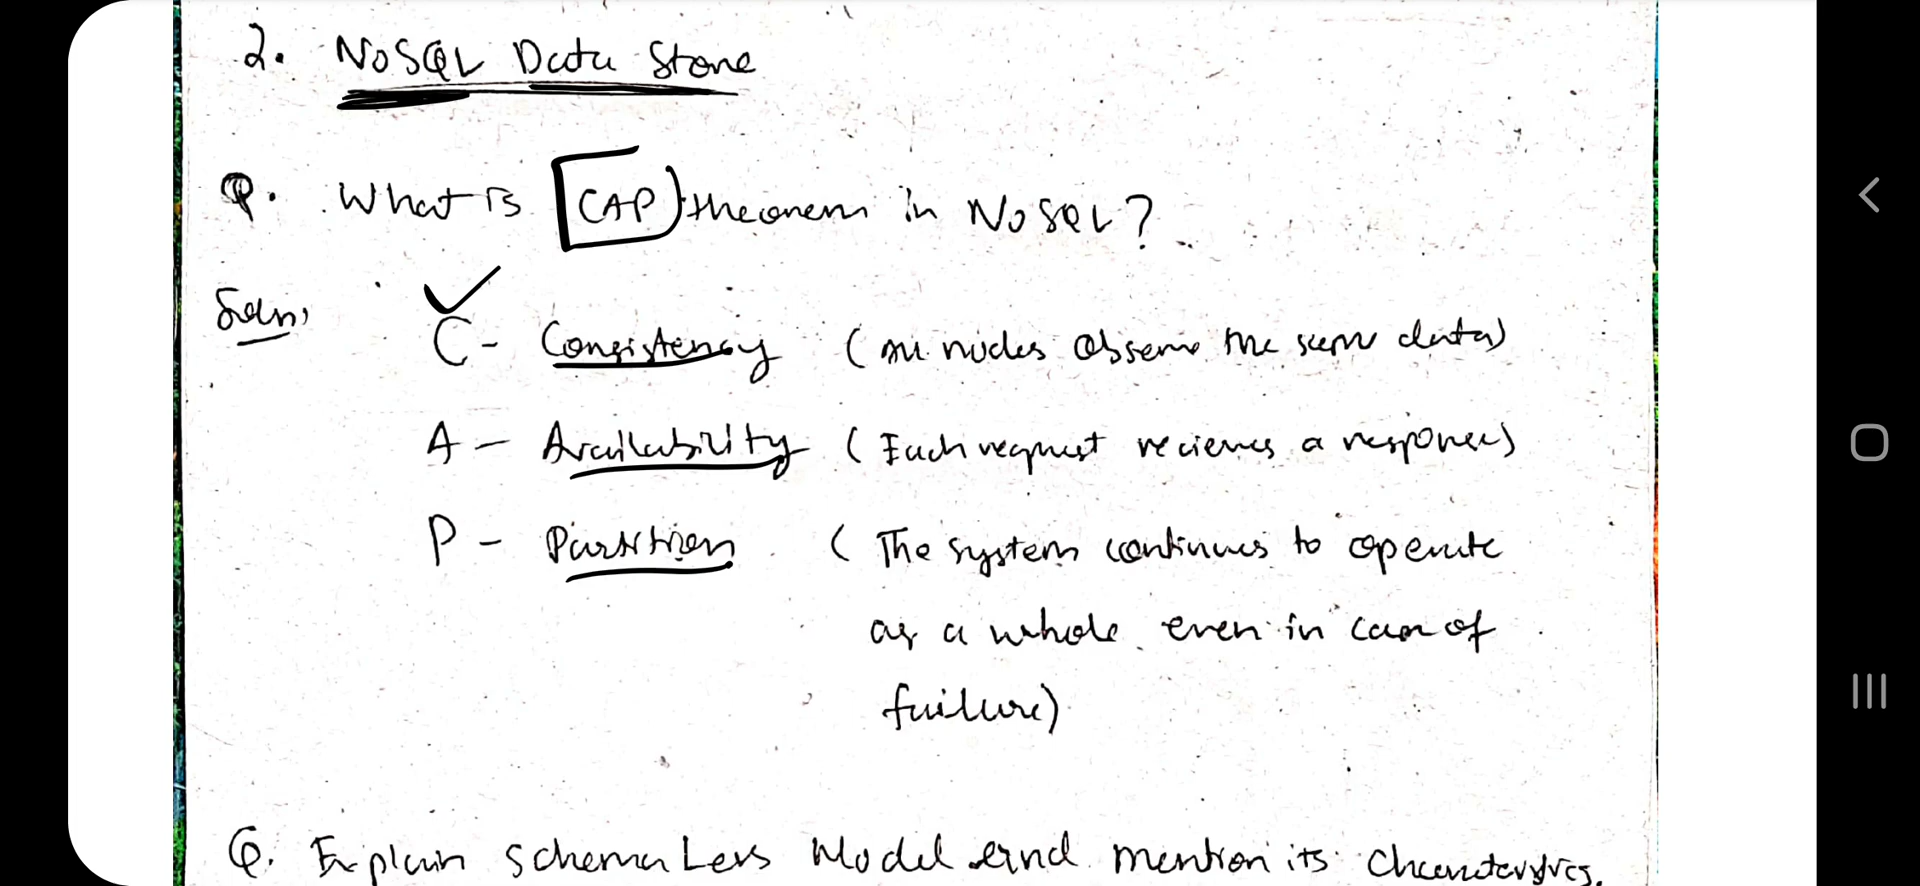 2. NoSQL Data Store
Q. What is CAP theorem in NoSQL?
Soln,
C - Consistency (All nodes observe the same data)
A - Availability (Each request recieves a response)
P - Partition (The system continues to operate
as a whole even in case of
failure)
Q. Explain schema Less Model and mention its Characteristics.